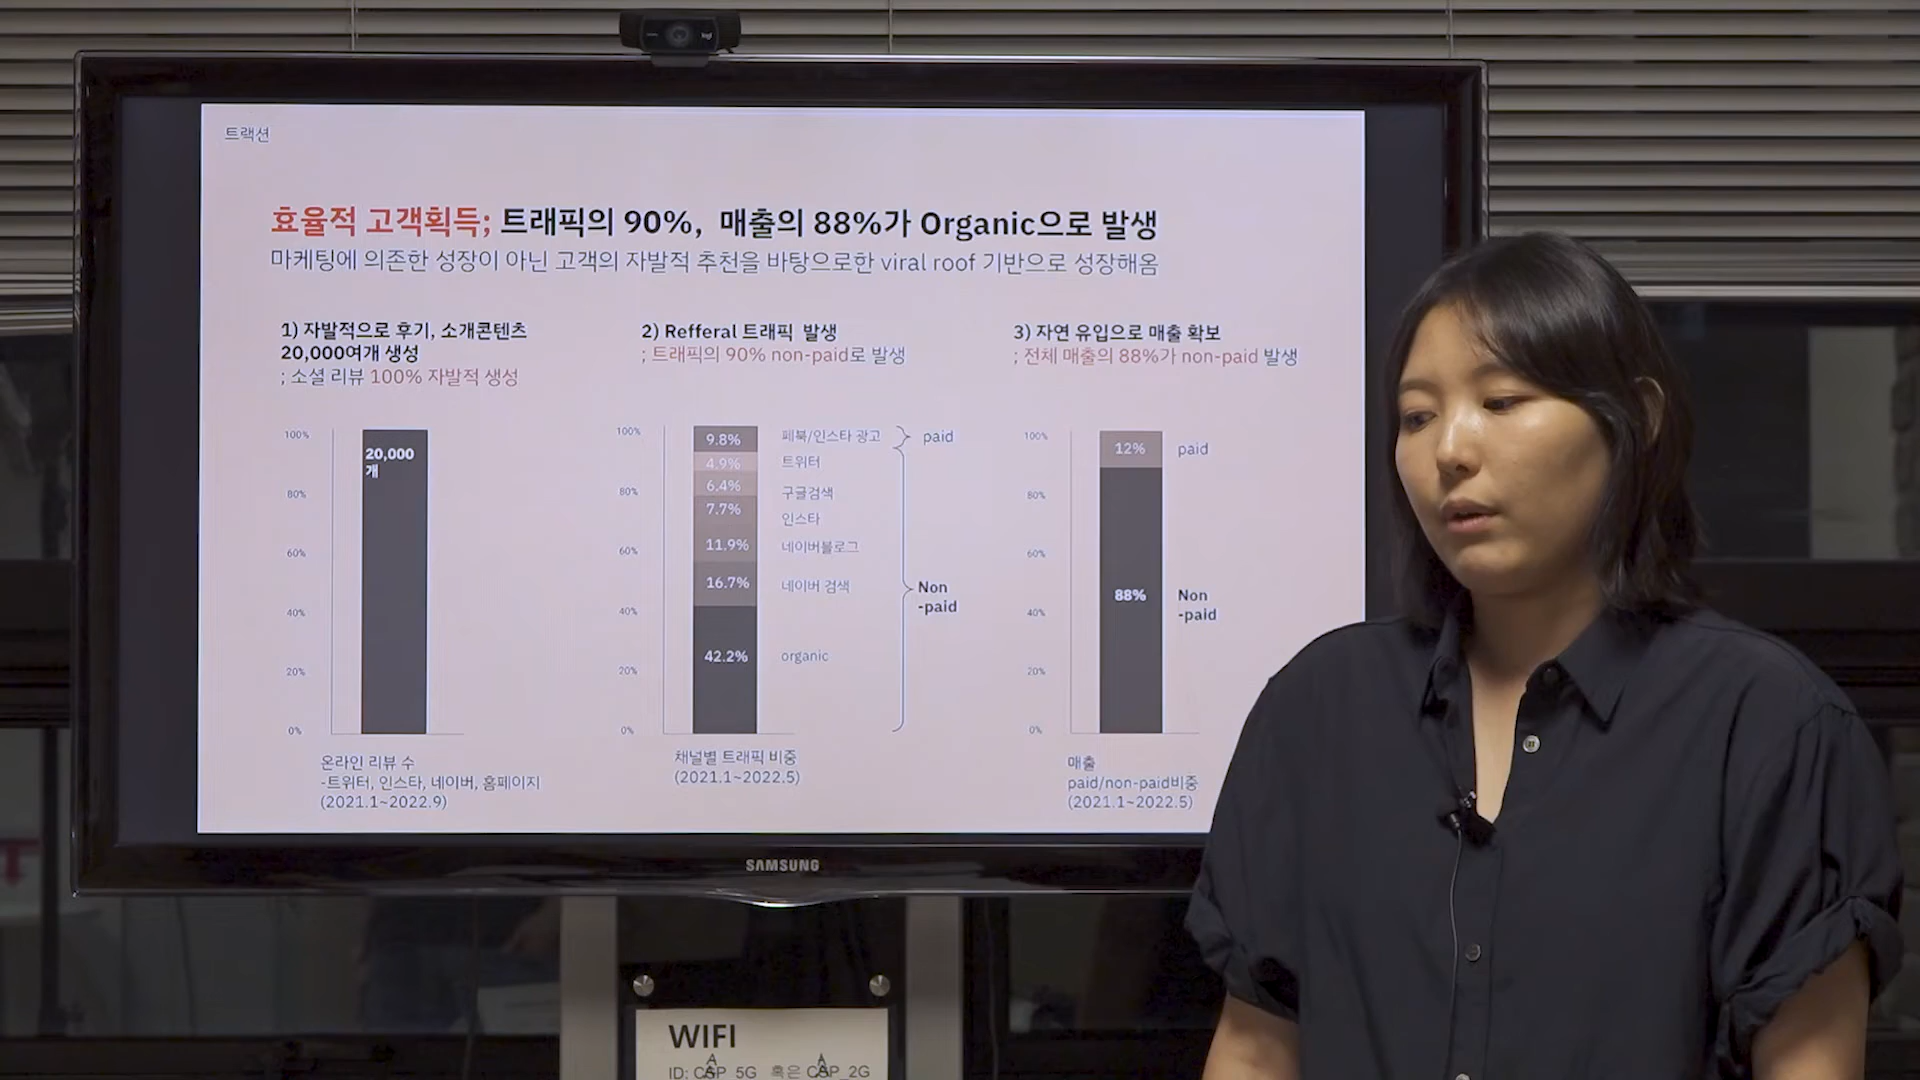 logi
트랙션
효율적 고객획득; 트래픽의 90%, 매출의 88%가 Organic으로 발생
마케팅에 의존한 성장이 아닌 고객의 자발적 추천을 바탕으로한 viral roof 기반으로 성장해옴
1) 자발적으로 후기, 소개콘텐츠
20,000여개 생성
; 소셜 리뷰 100% 자발적 생성
100%
80%
60%
40%
20%
0%
20,000
개
온라인 리뷰 수
-트위터, 인스타, 네이버, 홈페이지
(2021.1~2022.9)
2) Refferal 트래픽 발생
; 트래픽의 90% non-paid로 발생
100%
80%
60%
40%
20%
0%
9.8% 페북/인스타 광고
4.9% 트위터
6.4% 구글검색
7.7% 인스타
11.9% 네이버블로그
16.7% 네이버 검색
42.2% organic
paid
Non
-paid
채널별 트래픽 비중
(2021.1~2022.5)
3) 자연 유입으로 매출 확보
; 전체 매출의 88%가 non-paid 발생
100%
80%
60%
40%
20%
0%
12% paid
88% Non
-paid
매출
paid/non-paid비중
(2021.1~2022.5)
SAMSUNG
WIFI
ID: CSP_5G 혹은 CSP_2G